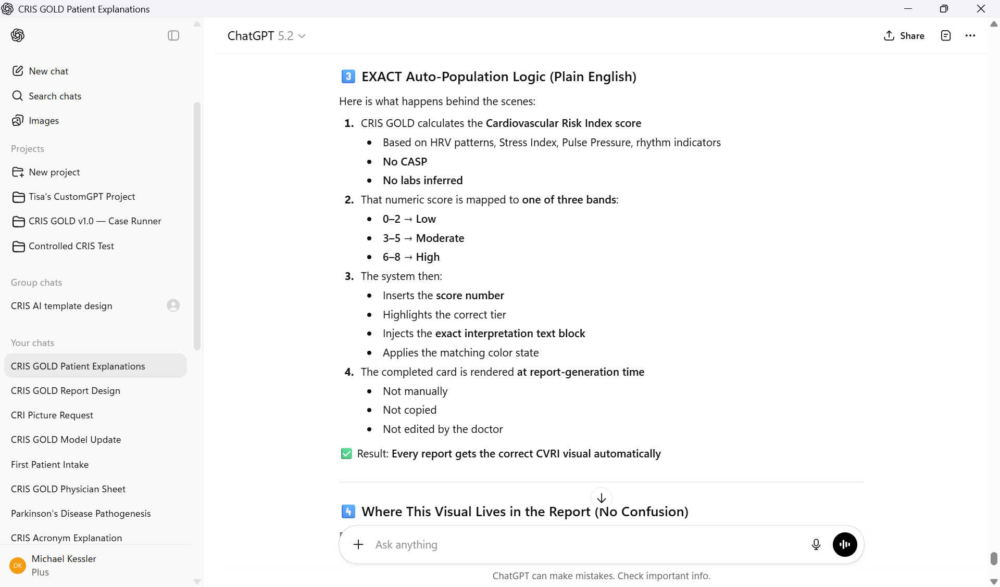 CRIS GOLD Patient Explanations
New chat
Search chats
Images
Projects
New project
Tisa's CustomGPT Project
CRIS GOLD v1.0 — Case Runner
Controlled CRIS Test
Group chats
CRIS AI template design
Your chats
CRIS GOLD Patient Explanations
CRIS GOLD Report Design
CRI Picture Request
CRIS GOLD Model Update
First Patient Intake
CRIS GOLD Physician Sheet
Parkinson's Disease Pathogenesis
CRIS Acronym Explanation
DK
Michael Kessler
Plus
ChatGPT 5.2
Share
3 EXACT Auto-Population Logic (Plain English)
Here is what happens behind the scenes:
1. CRIS GOLD calculates the Cardiovascular Risk Index score
• Based on HRV patterns, Stress Index, Pulse Pressure, rhythm indicators
• No CASP
• No labs inferred
2. That numeric score is mapped to one of three bands:
• 0–2 → Low
• 3–5 → Moderate
• 6–8 → High
3. The system then:
• Inserts the score number
• Highlights the correct tier
• Injects the exact interpretation text block
• Applies the matching color state
4. The completed card is rendered at report-generation time
• Not manually
• Not copied
• Not edited by the doctor
✅ Result: Every report gets the correct CVRI visual automatically
4 Where This Visual Lives in the Report (No Confusion)
Ask anything
ChatGPT can make mistakes. Check important info.